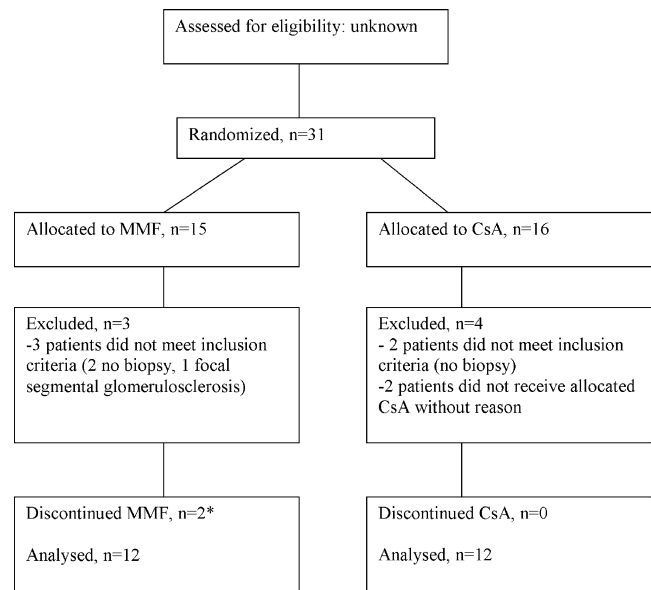 Assessed for eligibility: unknown
Randomized, n=31
Allocated to MMF, n=15
Allocated to CsA, n=16
Excluded, n=3
-3 patients did not meet inclusion
criteria (2 no biopsy, 1 focal
segmental glomerulosclerosis)
Excluded, n=4
- 2 patients did not meet inclusion
criteria (no biopsy)
-2 patients did not receive allocated
CsA without reason
Discontinued MMF, n=2*
Analysed, n=12
Discontinued CsA, n=0
Analysed, n=12